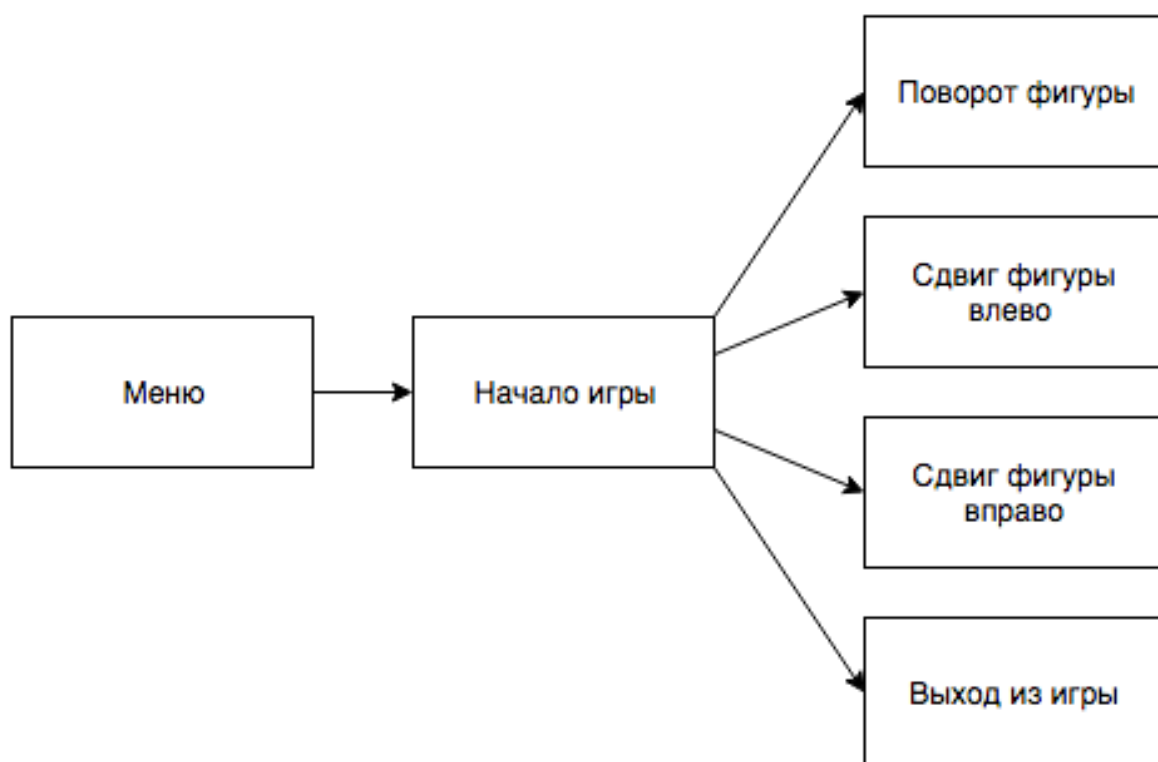 Поворот фигуры
Сдвиг фигуры
влево
Меню
Начало игры
Сдвиг фигуры
вправо
Выход из игры